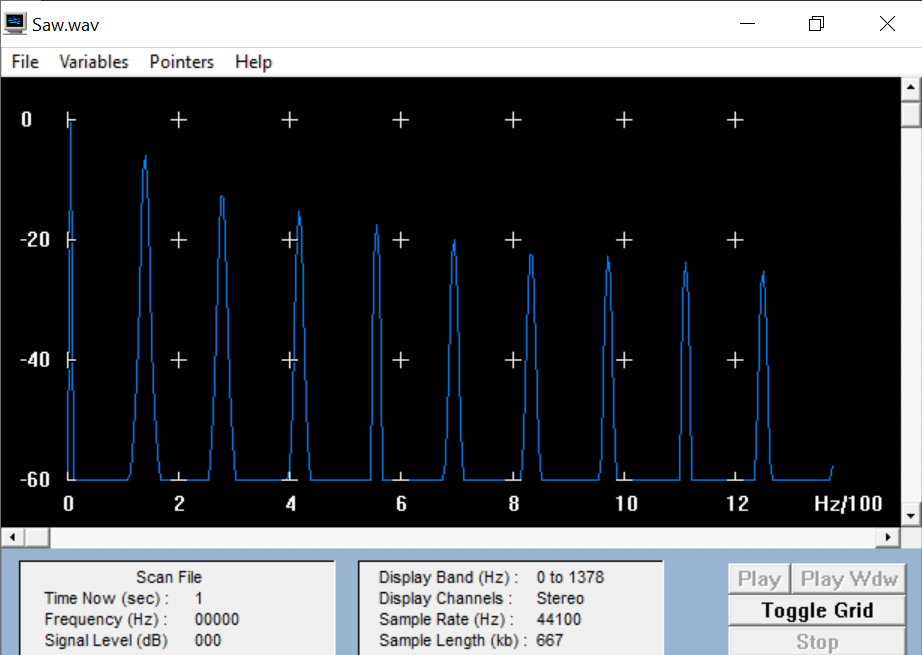 Saw.wav
File Variables Pointers Help
0
-20
-40
-60
0 2 4 6 8 10 12 Hz/100
Scan File
Time Now (sec) : 1
Frequency (Hz) : 00000
Signal Level (dB) 000
Display Band (Hz) : 0 to 1378
Display Channels : Stereo
Sample Rate (Hz) : 44100
Sample Length (kb) : 667
Play Play Wdw
Toggle Grid
Stop